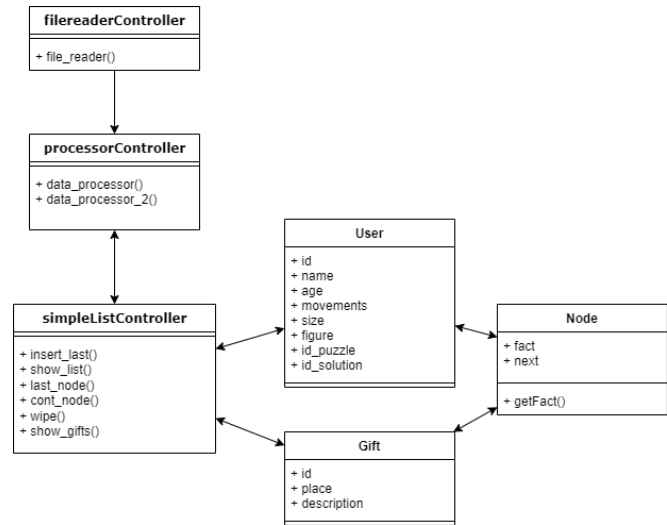 filereaderController
+ file_reader()
processorController
+ data_processor()
+ data_processor_2()
simpleListController
+ insert_last()
+ show_list()
+ last_node()
+ cont_node()
+ wipe()
+ show_gifts()
User
+ id
+ name
+ age
+ movements
+ size
+ figure
+ id_puzzle
+ id_solution
Node
+ fact
+ next
+ getFact()
Gift
+ id
+ place
+ description